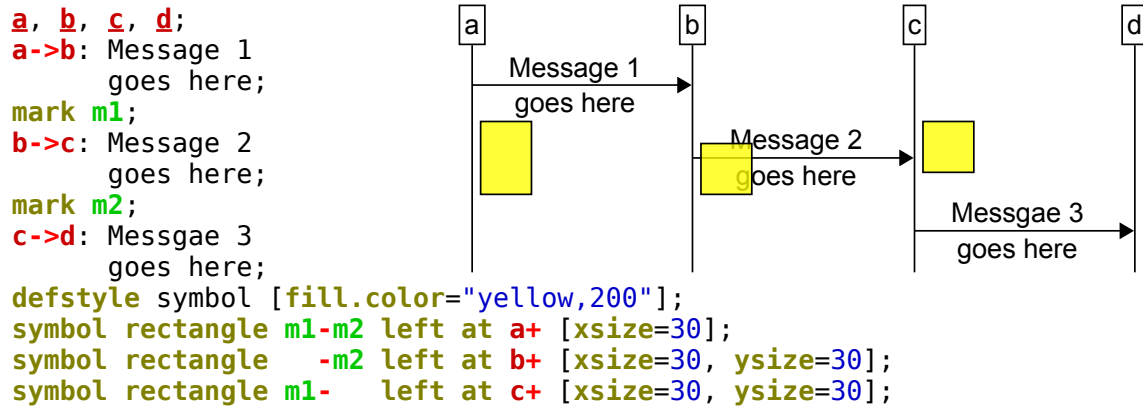 a, b, c, d;
a->b: Message 1
      goes here;
mark m1;
b->c: Message 2
      goes here;
mark m2;
c->d: Messgae 3
      goes here;
defstyle symbol [fill.color="yellow,200"];
symbol rectangle m1-m2 left at a+ [xsize=30];
symbol rectangle   -m2 left at b+ [xsize=30, ysize=30];
symbol rectangle m1-   left at c+ [xsize=30, ysize=30];
a b c d
Message 1
goes here
Message 2
goes here
Messgae 3
goes here